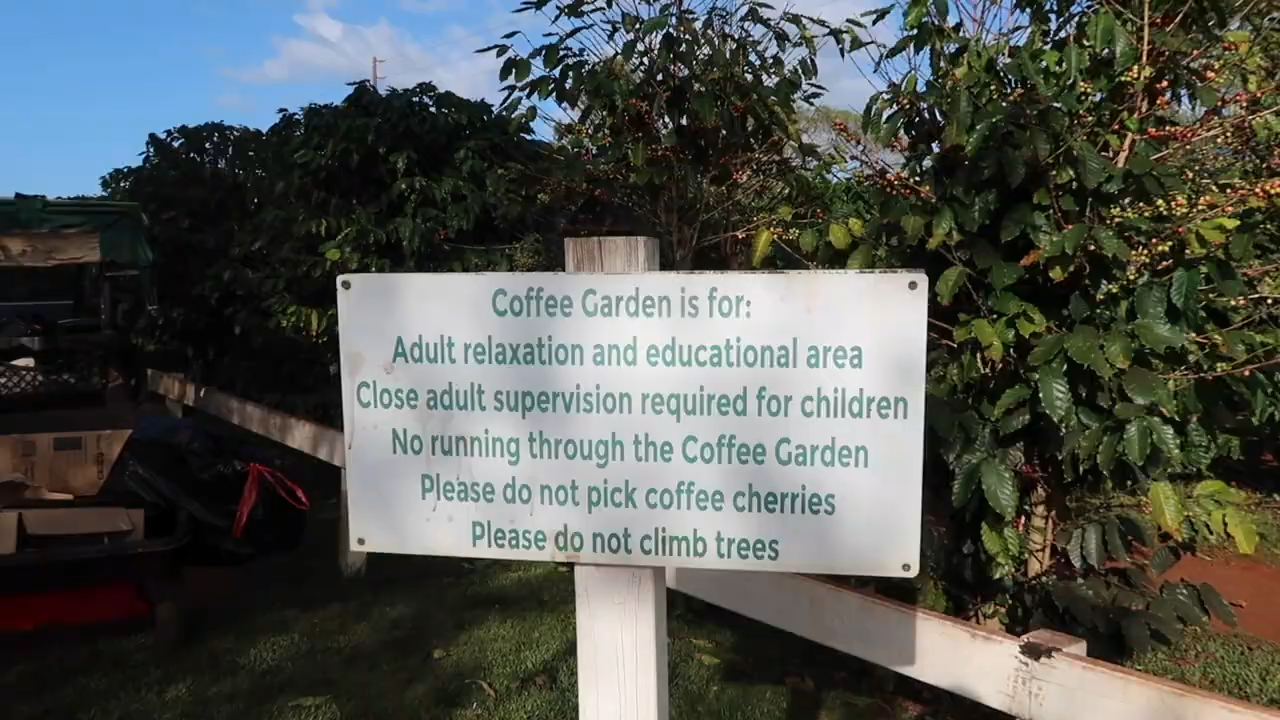 Coffee Garden is for:
Adult relaxation and educational area
Close adult supervision required for children
No running through the Coffee Garden
Please do not pick coffee cherries
Please do not climb trees